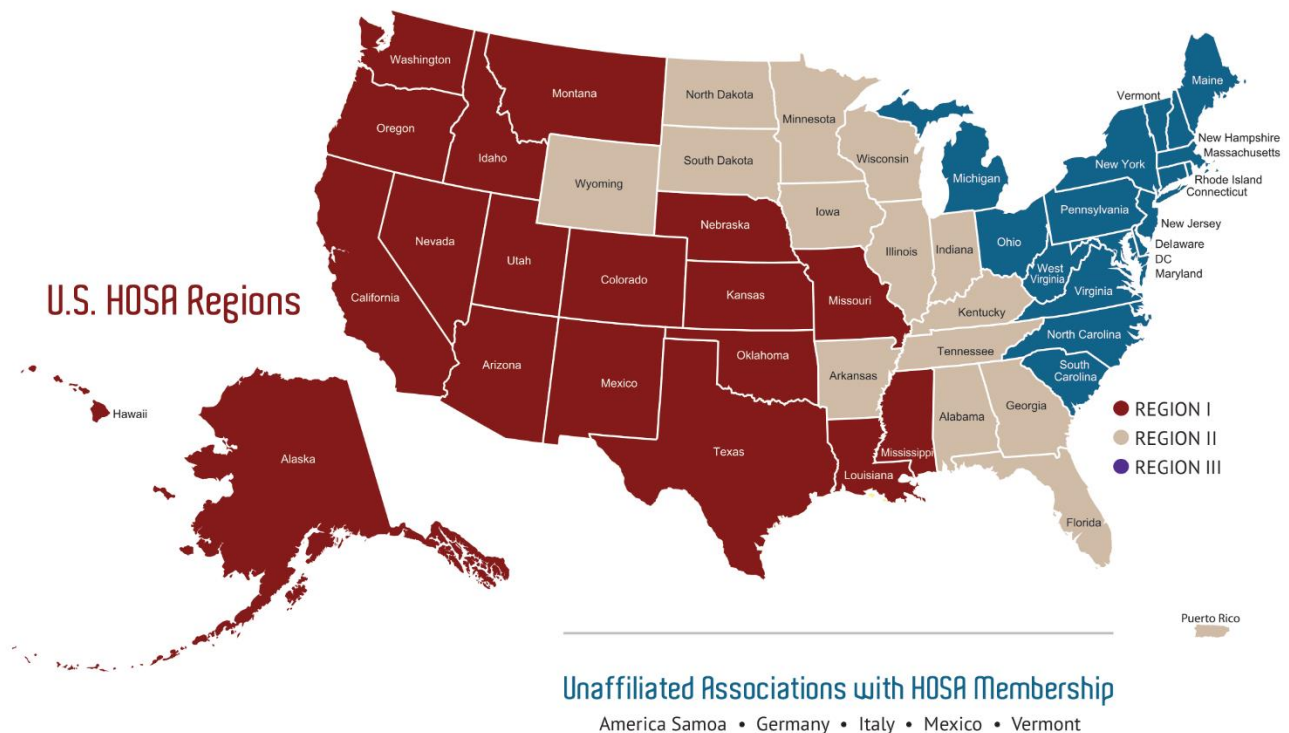 Washington
Montana
North Dakota
Minnesota
Maine
Vermont
Oregon
Idaho
South Dakota
Wisconsin
Michigan
New York
New Hampshire
Massachusetts
Wyoming
Rhode Island
Connecticut
Nebraska
Iowa
Pennsylvania
New Jersey
Nevada
Utah
Illinois
Indiana
Ohio
Delaware
DC
Maryland
U.S. HOSA Regions
California
Colorado
Kansas
Missouri
West
Virginia
Virginia
Kentucky
North Carolina
Arizona
Mexico
Oklahoma
Arkansas
Tennessee
South
Carolina
Hawaii
Alaska
Texas
Louisiana
Mississippi
Alabama
Georgia
Florida
REGION I
REGION II
REGION III
Puerto Rico
Unaffiliated Associations with HOSA Membership
America Samoa • Germany • Italy • Mexico • Vermont